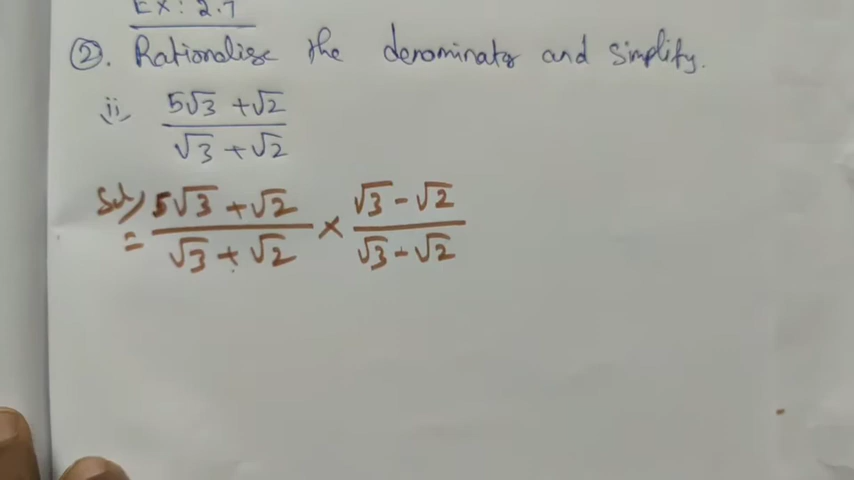 Ex: 2.7
②. Rationalise the denominator and Simplify.
ii) (5√3 + √2) / (√3 + √2)
Sol) = (5√3 + √2) / (√3 + √2) × (√3 - √2) / (√3 - √2)